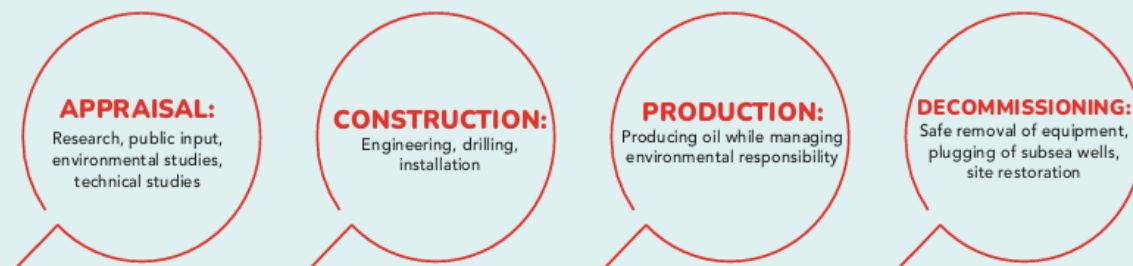 APPRAISAL:
Research, public input,
environmental studies,
technical studies
CONSTRUCTION:
Engineering, drilling,
installation
PRODUCTION:
Producing oil while managing
environmental responsibility
DECOMMISSIONING:
Safe removal of equipment,
plugging of subsea wells,
site restoration